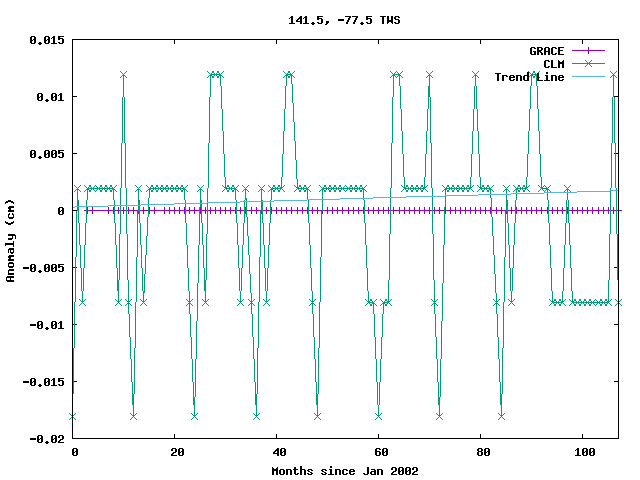 141.5, -77.5 TWS
GRACE
CLM
Trend Line
0.015
0.01
0.005
0
-0.005
-0.01
-0.015
-0.02
Anomaly (cm)
0 20 40 60 80 100
Months since Jan 2002